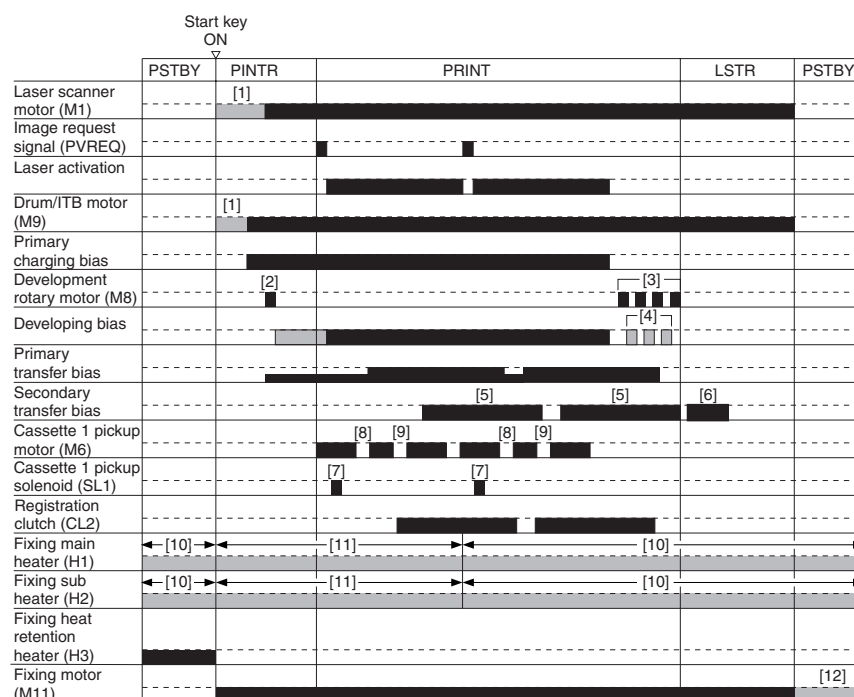 Start key
ON
PSTBY PINTR PRINT LSTR PSTBY
Laser scanner
motor (M1)
[1]
Image request
signal (PVREQ)
Laser activation
Drum/ITB motor
(M9)
[1]
Primary
charging bias
Development
rotary motor (M8)
[2] [3]
Developing bias
[4]
Primary
transfer bias
Secondary
transfer bias
[5] [5] [6]
Cassette 1 pickup
motor (M6)
[8] [9] [8] [9]
Cassette 1 pickup
solenoid (SL1)
[7] [7]
Registration
clutch (CL2)
Fixing main
heater (H1)
[10] [11] [10]
Fixing sub
heater (H2)
[10] [11] [10]
Fixing heat
retention
heater (H3)
Fixing motor
(M11)
[12]